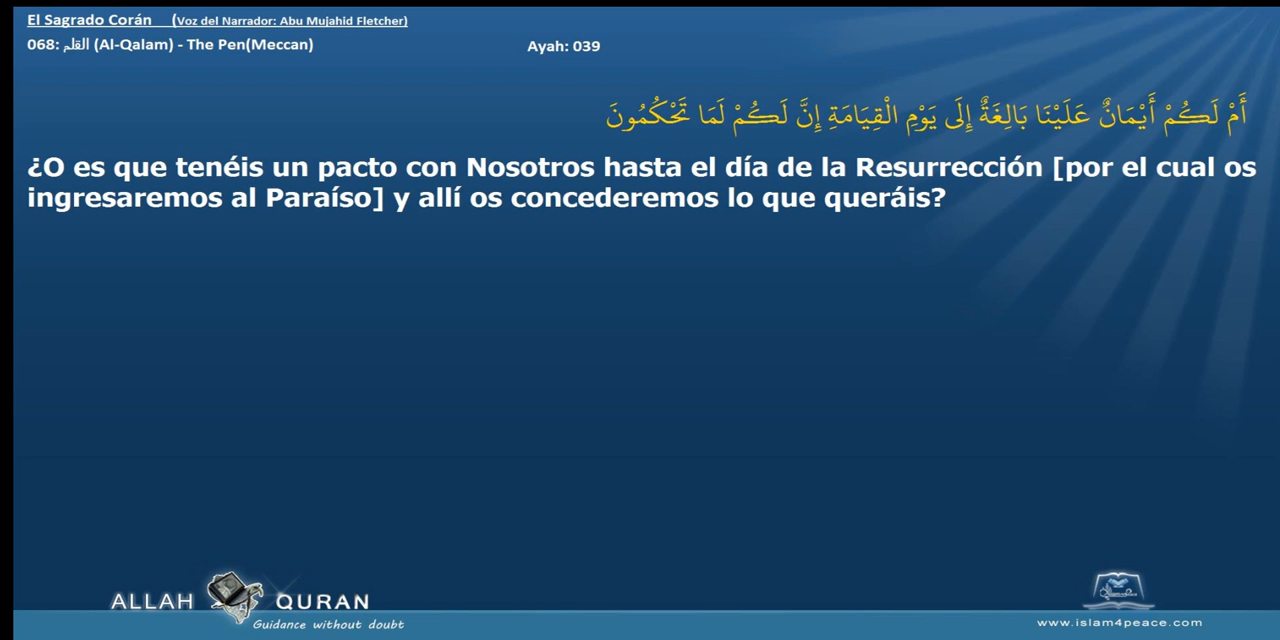 El Sagrado Corán (Voz del Narrador: Abu Mujahid Fletcher)
068: القلم (Al-Qalam) - The Pen(Meccan) Ayah: 039
أَمْ لَكُمْ أَيْمَانٌ عَلَيْنَا بَالِغَةٌ إِلَى يَوْمِ الْقِيَامَةِ إِنَّ لَكُمْ لَمَا تَحْكُمُونَ
¿O es que tenéis un pacto con Nosotros hasta el día de la Resurrección [por el cual os
ingresaremos al Paraíso] y allí os concederemos lo que queráis?
ALLAH QURAN
Guidance without doubt
www.islam4peace.com